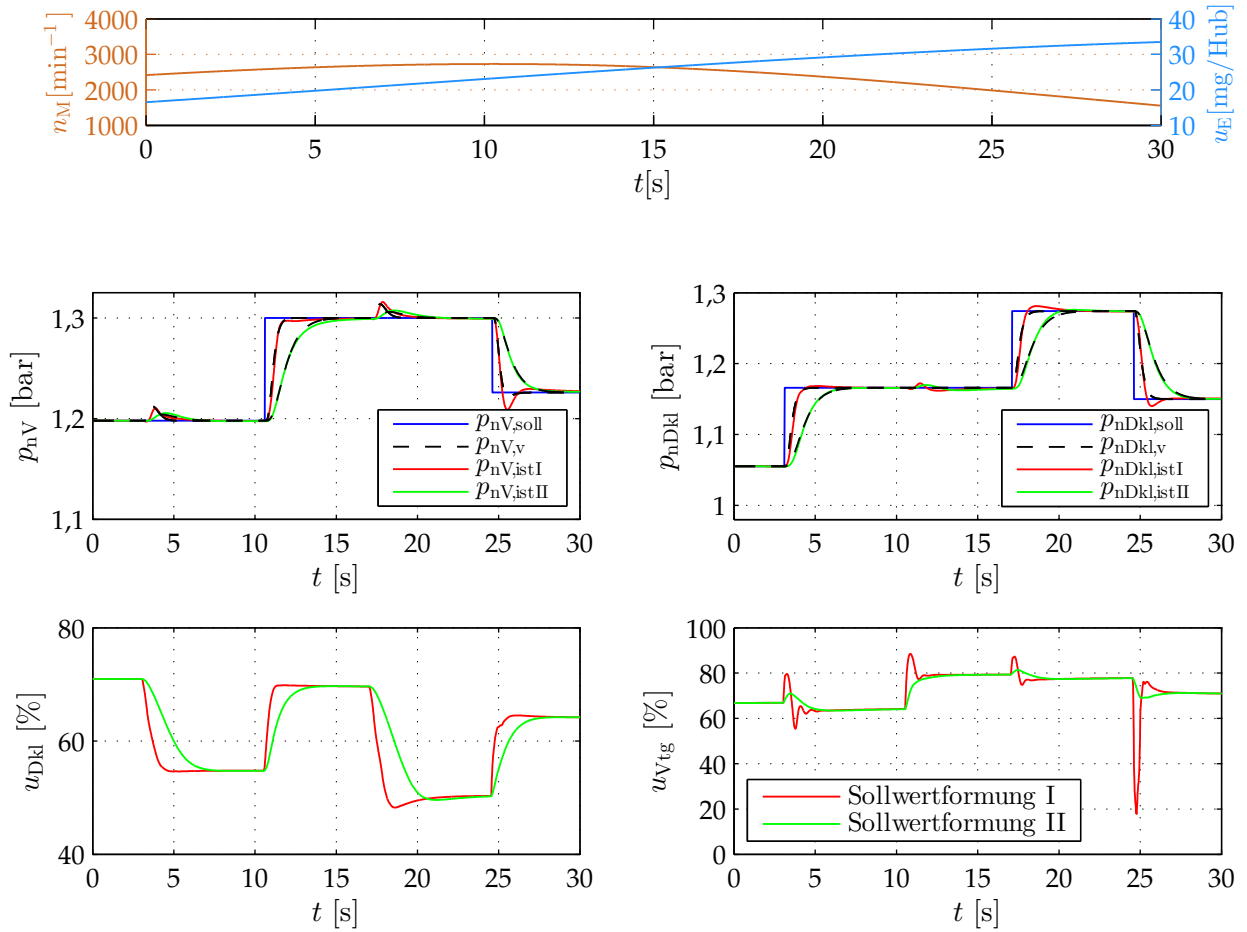 4000
3000
2000
1000
n_M [min⁻¹]
40
30
20
10
u_E [mg/Hub]
0 5 10 15 20 25 30
t[s]
1,3
1,2
1,1
p_nV [bar]
p_nV,soll
p_nV,v
p_nV,istI
p_nV,istII
0 5 10 15 20 25 30
t [s]
1,3
1,2
1,1
1
p_nDkl [bar]
p_nDkl,soll
p_nDkl,v
p_nDkl,istI
p_nDkl,istII
0 5 10 15 20 25 30
t [s]
80
60
40
u_Dkl [%]
0 5 10 15 20 25 30
t [s]
100
80
60
40
20
0
u_Vtg [%]
Sollwertformung I
Sollwertformung II
0 5 10 15 20 25 30
t [s]